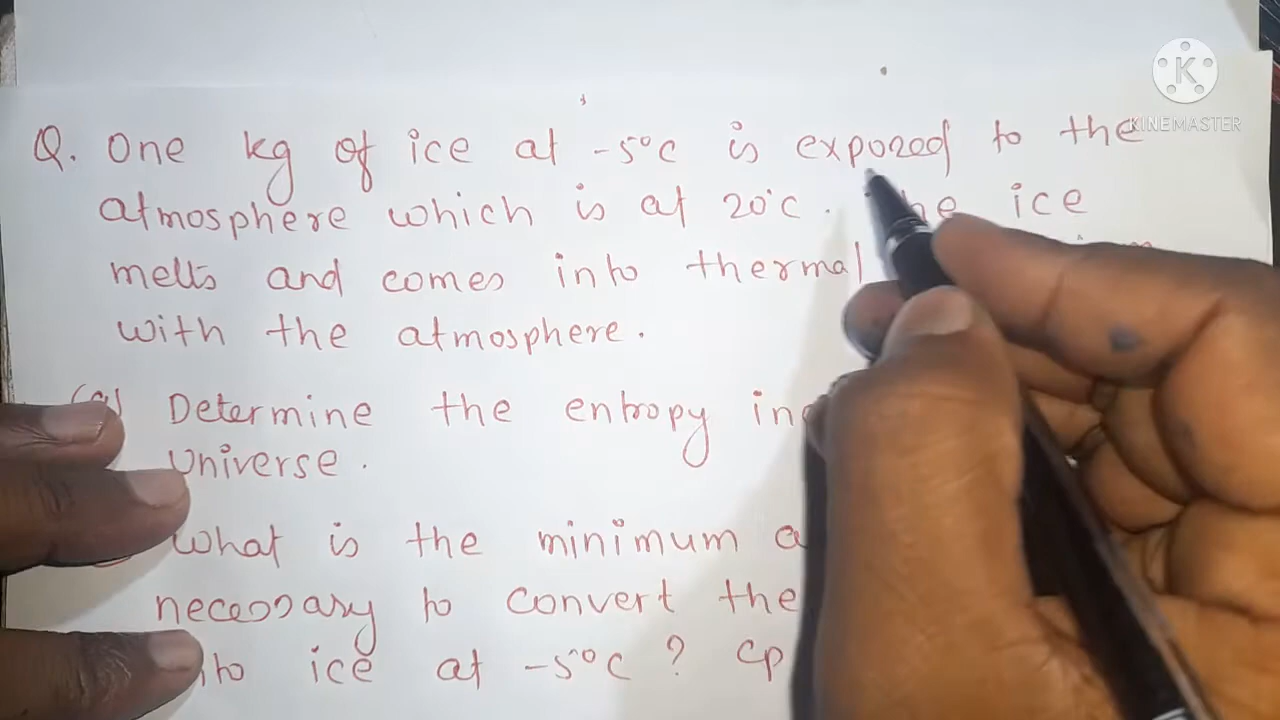 Q. One kg of ice at -5°c is exposed to the
KINEMASTER
atmosphere which is at 20°c. ice
melts and comes into thermal
with the atmosphere.
(a) Determine the entropy
Universe.
What is the minimum
necessary to convert the
into ice at -5°C ? Cp